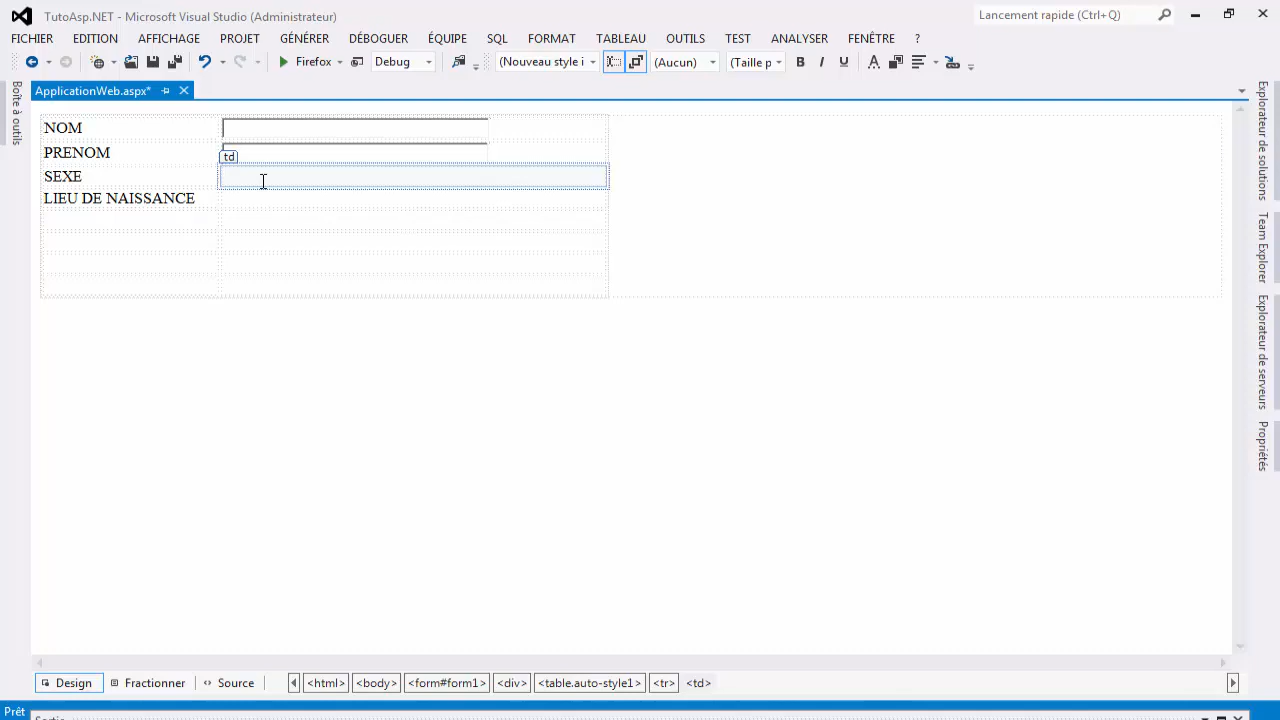 TutoAsp.NET - Microsoft Visual Studio (Administrateur)
Lancement rapide (Ctrl+Q)
FICHIER EDITION AFFICHAGE PROJET GÉNÉRER DÉBOGUER ÉQUIPE SQL FORMAT TABLEAU OUTILS TEST ANALYSER FENÊTRE ?
Firefox Debug (Nouveau style i (Aucun) (Taille p B I U A
Boîte à outils
ApplicationWeb.aspx*
NOM
PRENOM
td
SEXE
LIEU DE NAISSANCE
Explorateur de solutions
Team Explorer
Explorateur de serveurs
Propriétés
Design Fractionner Source <html> <body> <form#form1> <div> <table.auto-style1> <tr> <td>
Prêt